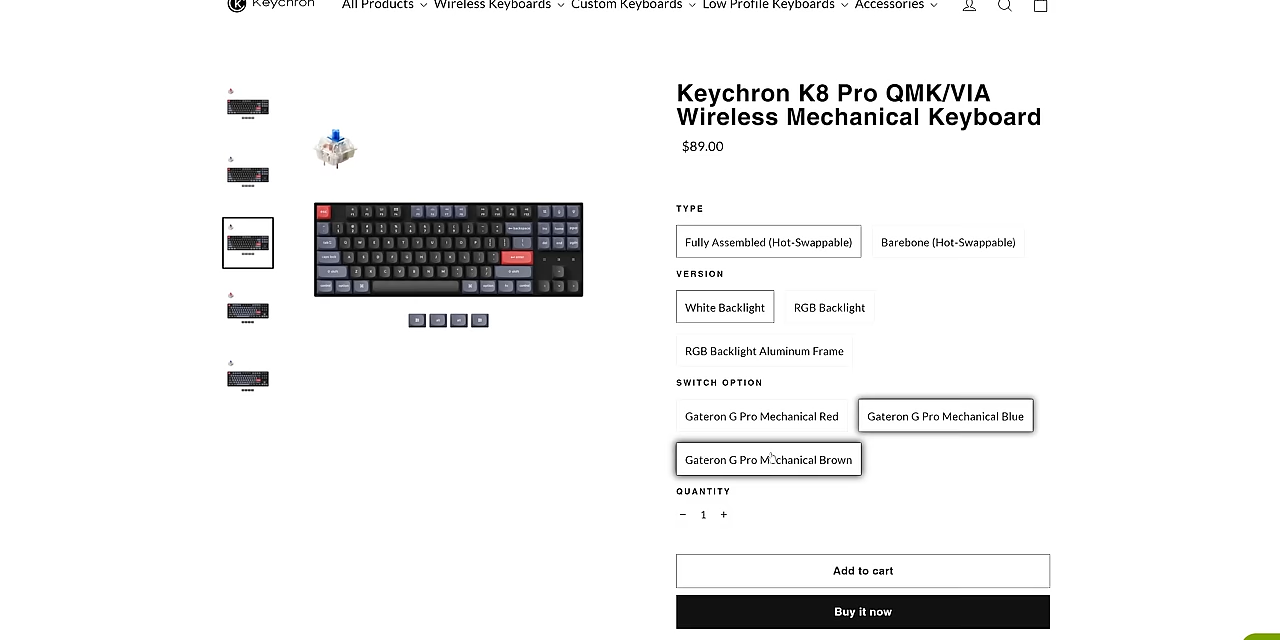 Keychron
All Products
Wireless Keyboards
Custom Keyboards
Low Profile Keyboards
Accessories
Keychron K8 Pro QMK/VIA
Wireless Mechanical Keyboard
$89.00
TYPE
Fully Assembled (Hot-Swappable)
Barebone (Hot-Swappable)
VERSION
White Backlight
RGB Backlight
RGB Backlight Aluminum Frame
SWITCH OPTION
Gateron G Pro Mechanical Red
Gateron G Pro Mechanical Blue
Gateron G Pro Mechanical Brown
QUANTITY
− 1 +
Add to cart
Buy it now